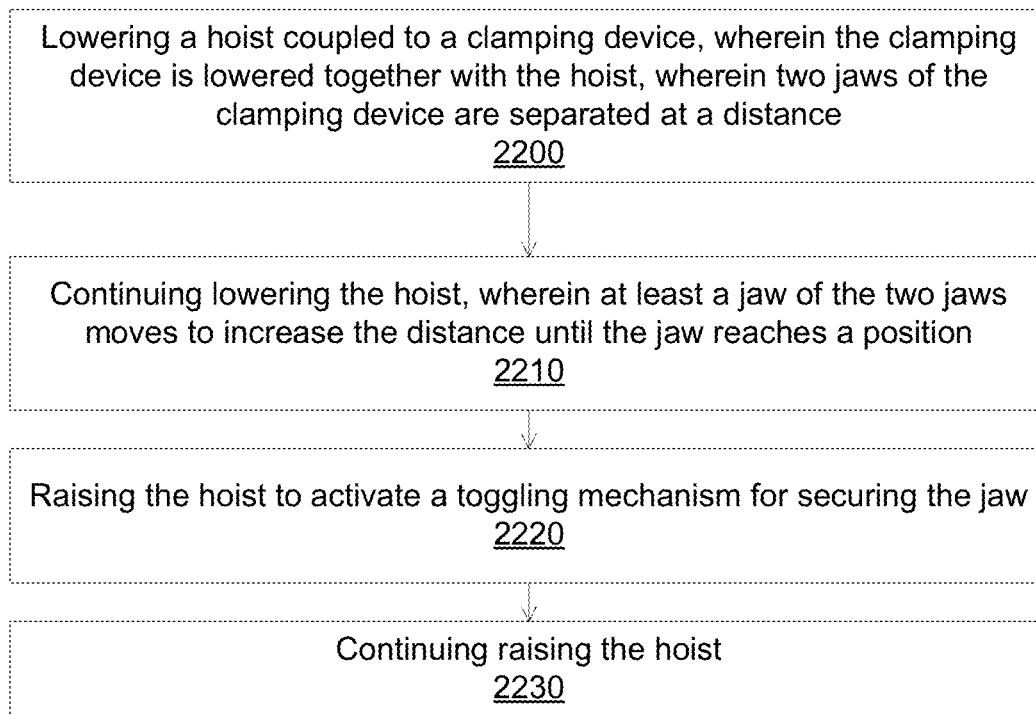 Lowering a hoist coupled to a clamping device, wherein the clamping
device is lowered together with the hoist, wherein two jaws of the
clamping device are separated at a distance
2200
Continuing lowering the hoist, wherein at least a jaw of the two jaws
moves to increase the distance until the jaw reaches a position
2210
Raising the hoist to activate a toggling mechanism for securing the jaw
2220
Continuing raising the hoist
2230